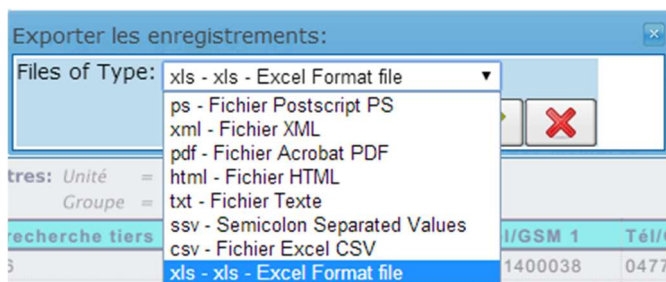 Exporter les enregistrements:
Files of Type: xls - xls - Excel Format file
ps - Fichier Postscript PS
xml - Fichier XML
pdf - Fichier Acrobat PDF
tres: Unité = html - Fichier HTML
Groupe = txt - Fichier Texte
ssv - Semicolon Separated Values
recherche tiers csv - Fichier Excel CSV l/GSM 1 Tél/
6 xls - xls - Excel Format file 1400038 0477